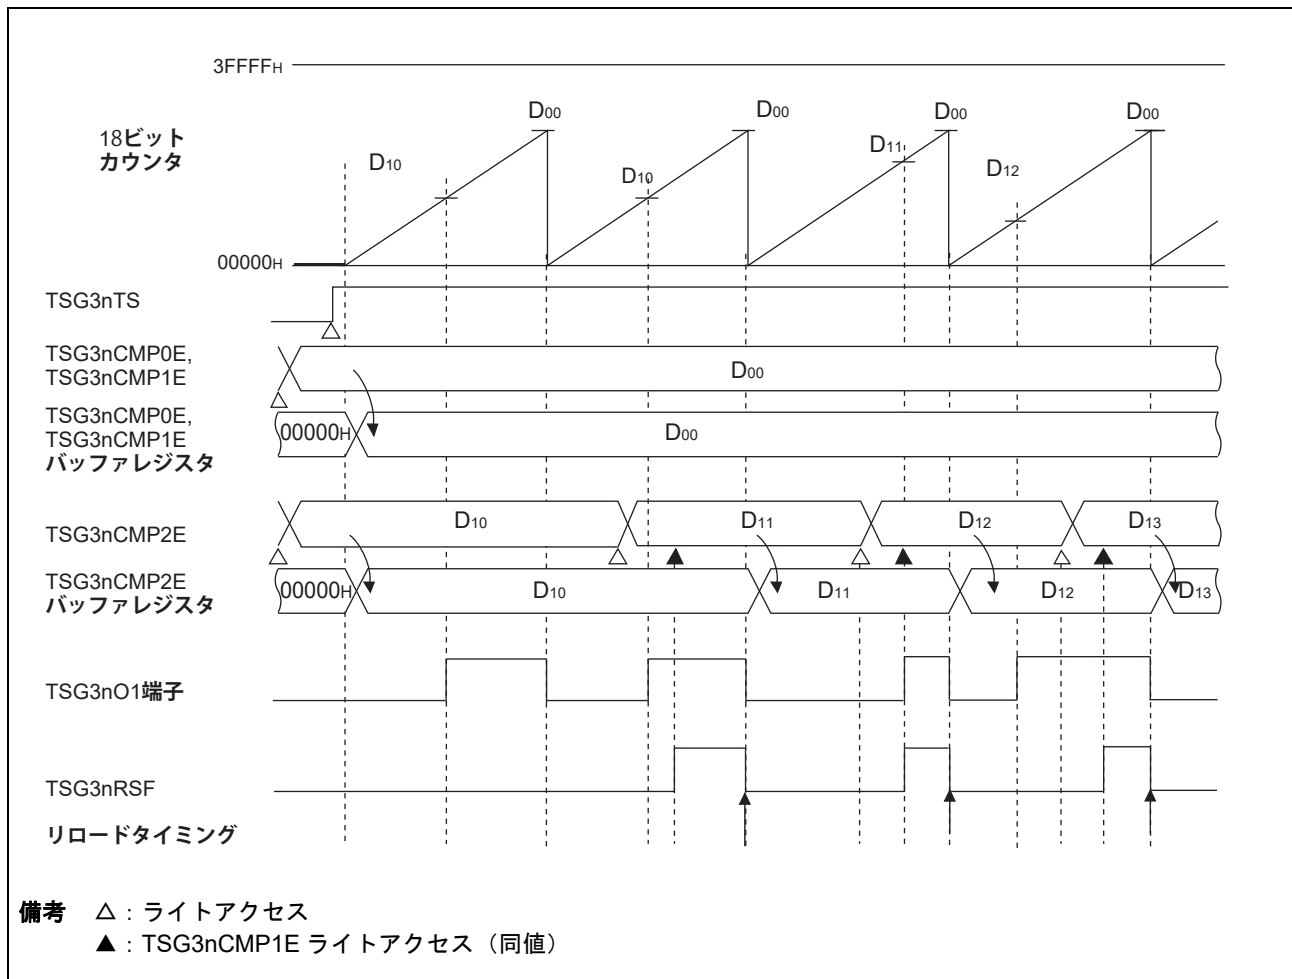 3FFFFH
D00 D00 D00 D00
18ビット
カウンタ
D10 D10 D11 D12
00000H
TSG3nTS
TSG3nCMP0E,
TSG3nCMP1E
D00
TSG3nCMP0E,
TSG3nCMP1E
バッファレジスタ
00000H D00
TSG3nCMP2E
D10 D11 D12 D13
TSG3nCMP2E
バッファレジスタ
00000H D10 D11 D12 D13
TSG3nO1端子
TSG3nRSF
リロードタイミング
備考 △ : ライトアクセス
▲ : TSG3nCMP1E ライトアクセス（同値）